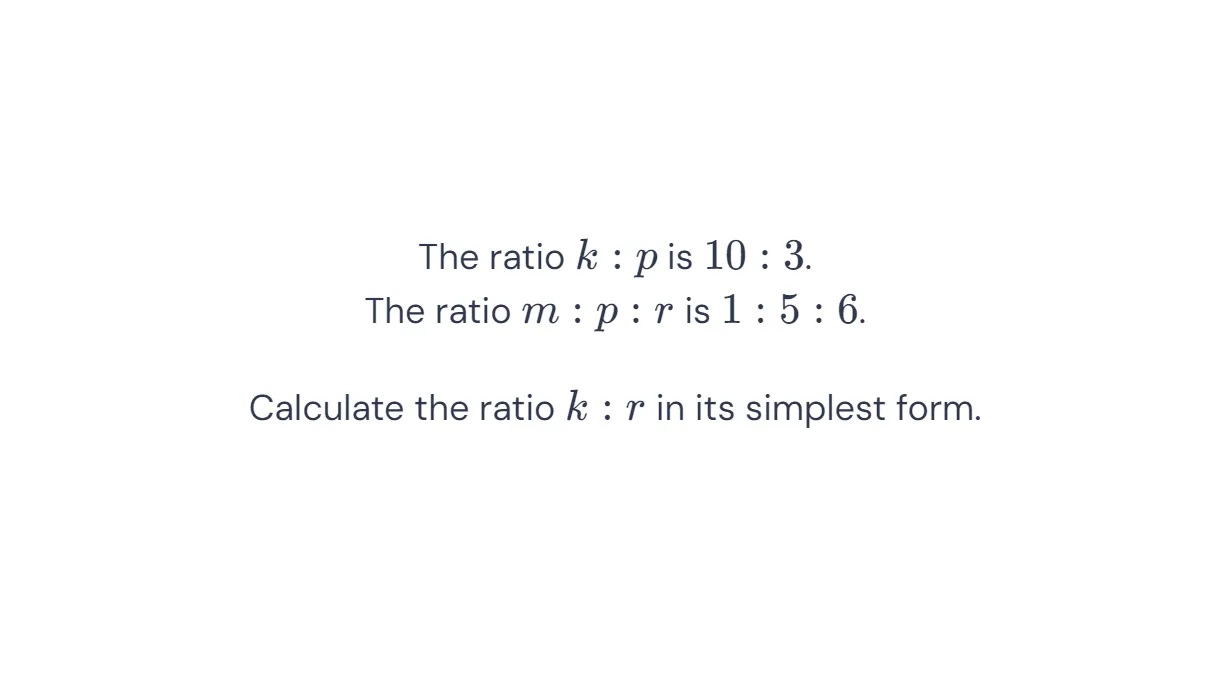 The ratio k : p is 10 : 3.
The ratio m : p : r is 1 : 5 : 6.
Calculate the ratio k : r in its simplest form.